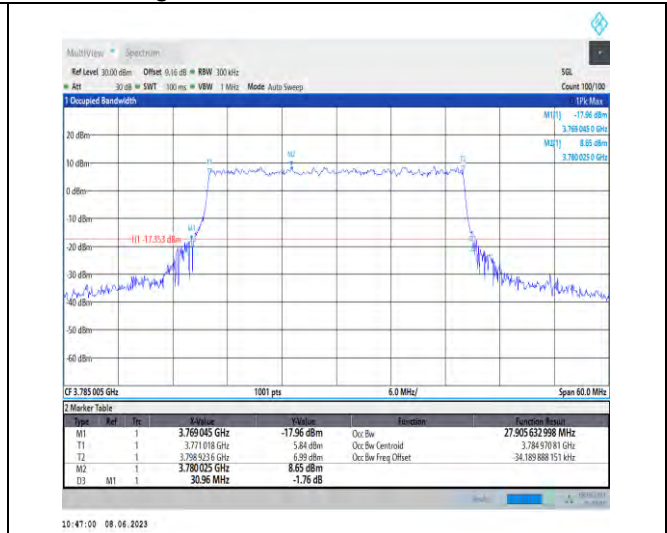 MultiView Spectrum
Ref Level 30.00 dBm Offset 9.16 dB RBW 300 kHz SGL
Att 30 dB SWT 100 ms VBW 1 MHz Mode Auto Sweep Count 100/100
1 Occupied Bandwidth 1Pk Max
M1[1] -17.96 dBm
3.769 045 0 GHz
M2[1] 8.65 dBm
3.780 025 0 GHz
20 dBm
10 dBm
0 dBm
-10 dBm
-20 dBm
-30 dBm
-40 dBm
-50 dBm
-60 dBm
T1
M2
T2
M1
H1 -17.353 dBm
CF 3.785 005 GHz 1001 pts 6.0 MHz/ Span 60.0 MHz
2 Marker Table
Type Ref Trc X-Value Y-Value Function Function Result
M1 1 3.769 045 GHz -17.96 dBm Occ Bw 27.905 632 998 MHz
T1 1 3.771 018 GHz 5.84 dBm Occ Bw Centroid 3.784 970 81 GHz
T2 1 3.798 923 6 GHz 6.99 dBm Occ Bw Freq Offset -34.189 888 151 kHz
M2 1 3.780 025 GHz 8.65 dBm
D3 M1 1 30.96 MHz -1.76 dB
10:47:00 08.06.2023